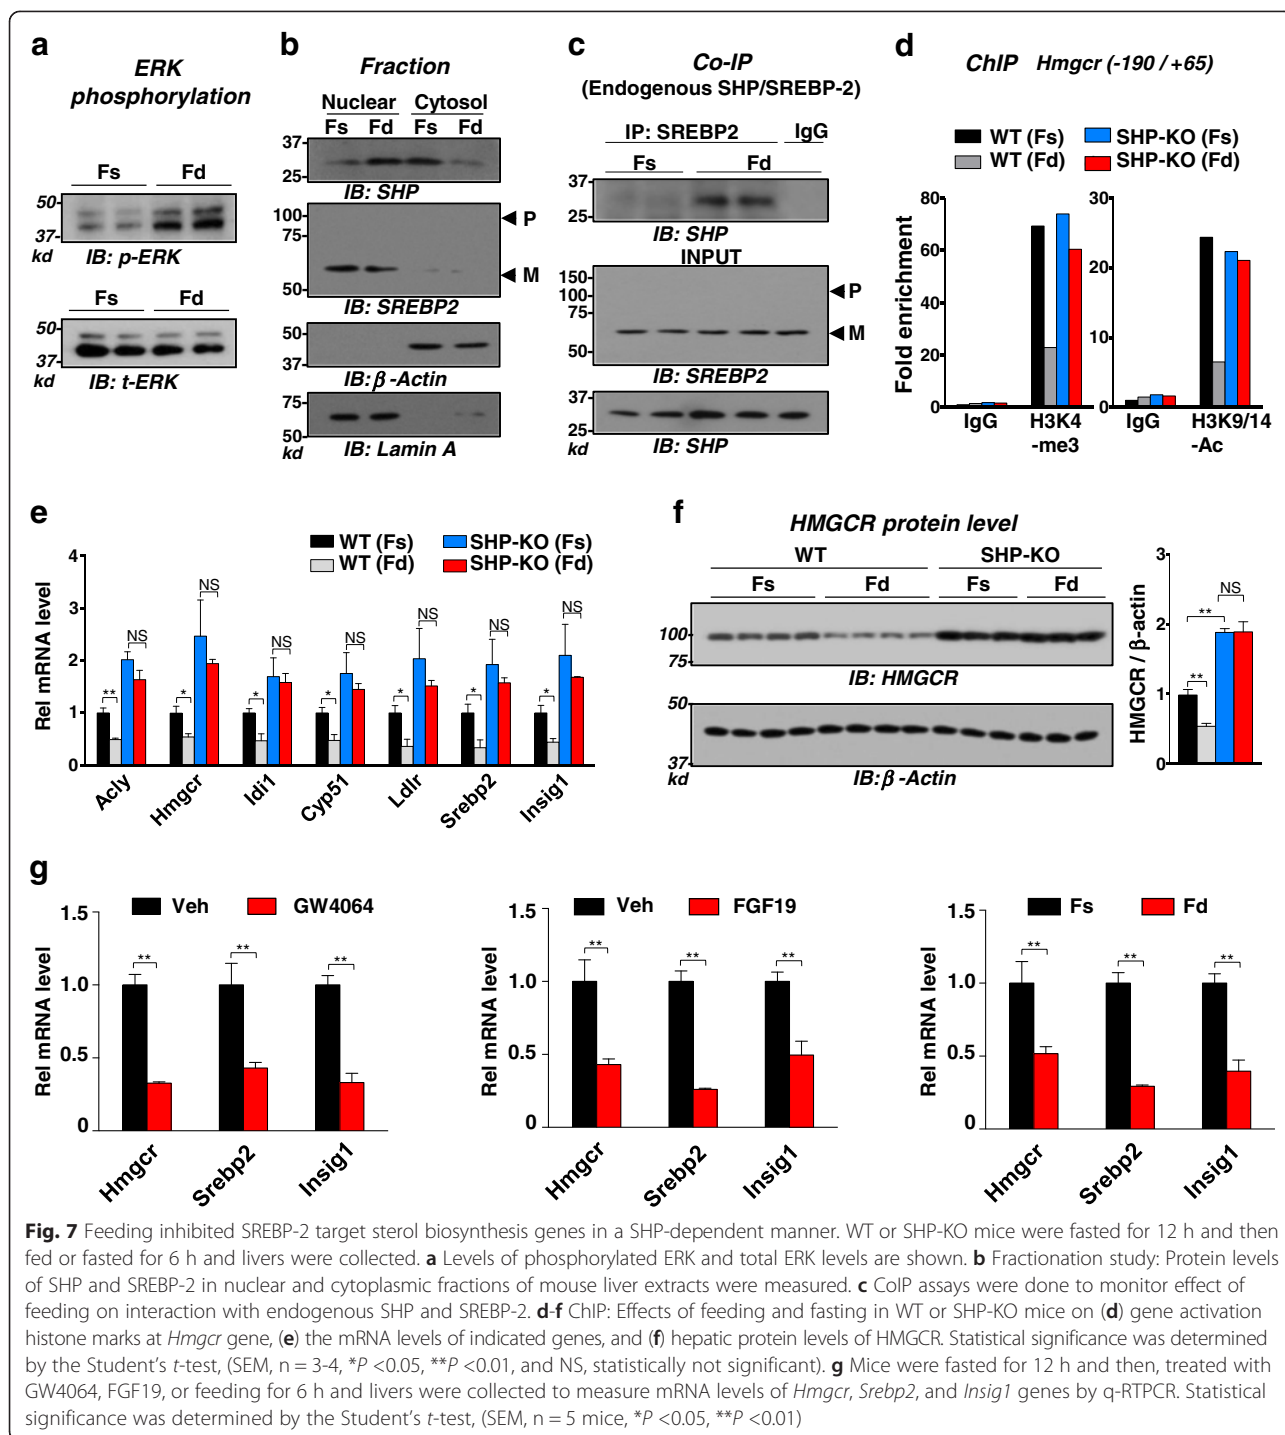 a
ERK
phosphorylation
Fs Fd
50
37
kd
IB: p-ERK
Fs Fd
50
37
kd
IB: t-ERK
b
Fraction
Nuclear Cytosol
Fs Fd Fs Fd
37
25
IB: SHP
100
75
50
P
M
IB: SREBP2
50
37
IB: β-Actin
75
50
kd
IB: Lamin A
c
Co-IP
(Endogenous SHP/SREBP-2)
IP: SREBP2 IgG
Fs Fd
37
25
IB: SHP
INPUT
150
100
75
50
P
M
IB: SREBP2
37
25
kd
IB: SHP
d
ChIP Hmgcr (-190 / +65)
WT (Fs) SHP-KO (Fs)
WT (Fd) SHP-KO (Fd)
Fold enrichment
80
60
40
20
0
IgG H3K4
-me3
30
20
10
0
IgG H3K9/14
-Ac
e
WT (Fs) SHP-KO (Fs)
WT (Fd) SHP-KO (Fd)
Rel mRNA level
4
3
2
1
0
** NS
* NS
* NS
* NS
* NS
* NS
* NS
Acly Hmgcr Idi1 Cyp51 Ldlr Srebp2 Insig1
f
HMGCR protein level
WT SHP-KO
Fs Fd Fs Fd
100
75
IB: HMGCR
50
37
kd
IB: β-Actin
HMGCR / β-actin
3
2
1
0
** ** NS
g
Veh GW4064
Rel mRNA level
1.5
1.0
0.5
0
** ** **
Hmgcr Srebp2 Insig1
Veh FGF19
Rel mRNA level
1.5
1.0
0.5
0
** ** **
Hmgcr Srebp2 Insig1
Fs Fd
Rel mRNA level
1.5
1.0
0.5
0
** ** **
Hmgcr Srebp2 Insig1
Fig. 7 Feeding inhibited SREBP-2 target sterol biosynthesis genes in a SHP-dependent manner. WT or SHP-KO mice were fasted for 12 h and then
fed or fasted for 6 h and livers were collected. a Levels of phosphorylated ERK and total ERK levels are shown. b Fractionation study: Protein levels
of SHP and SREBP-2 in nuclear and cytoplasmic fractions of mouse liver extracts were measured. c CoIP assays were done to monitor effect of
feeding on interaction with endogenous SHP and SREBP-2. d-f ChIP: Effects of feeding and fasting in WT or SHP-KO mice on (d) gene activation
histone marks at Hmgcr gene, (e) the mRNA levels of indicated genes, and (f) hepatic protein levels of HMGCR. Statistical significance was determined
by the Student's t-test, (SEM, n = 3-4, *P <0.05, **P <0.01, and NS, statistically not significant). g Mice were fasted for 12 h and then, treated with
GW4064, FGF19, or feeding for 6 h and livers were collected to measure mRNA levels of Hmgcr, Srebp2, and Insig1 genes by q-RTPCR. Statistical
significance was determined by the Student's t-test, (SEM, n = 5 mice, *P <0.05, **P <0.01)